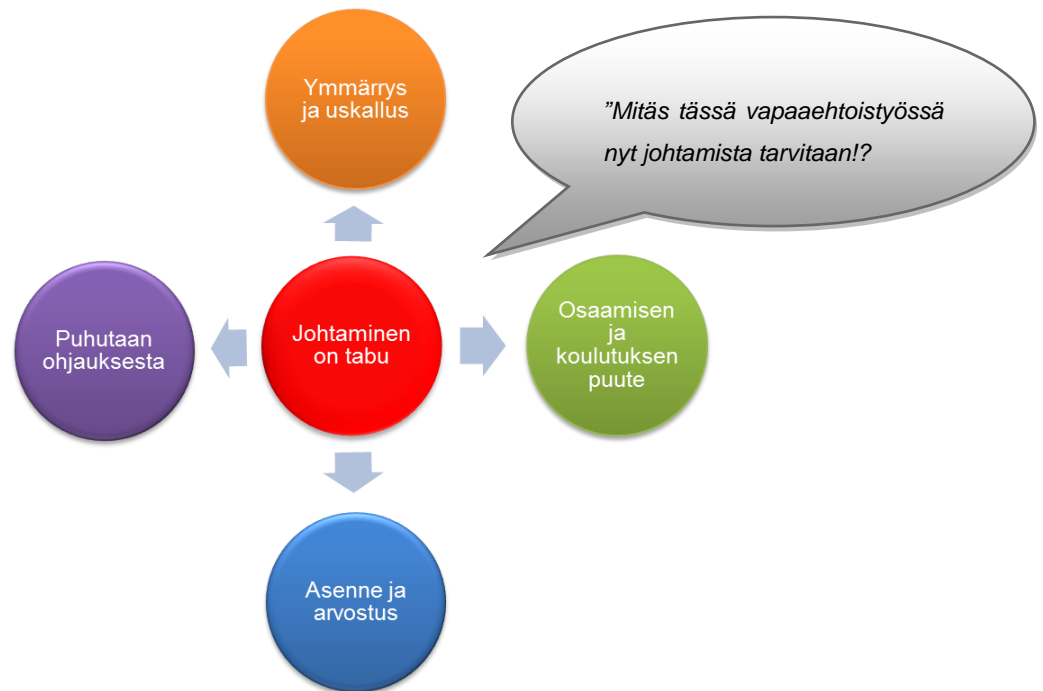 Ymmärrys
ja uskallus
”Mitäs tässä vapaaehtoistyössä
nyt johtamista tarvitaan!?
Puhutaan
ohjauksesta
Johtaminen
on tabu
Osaamisen
ja
koulutuksen
puute
Asenne ja
arvostus